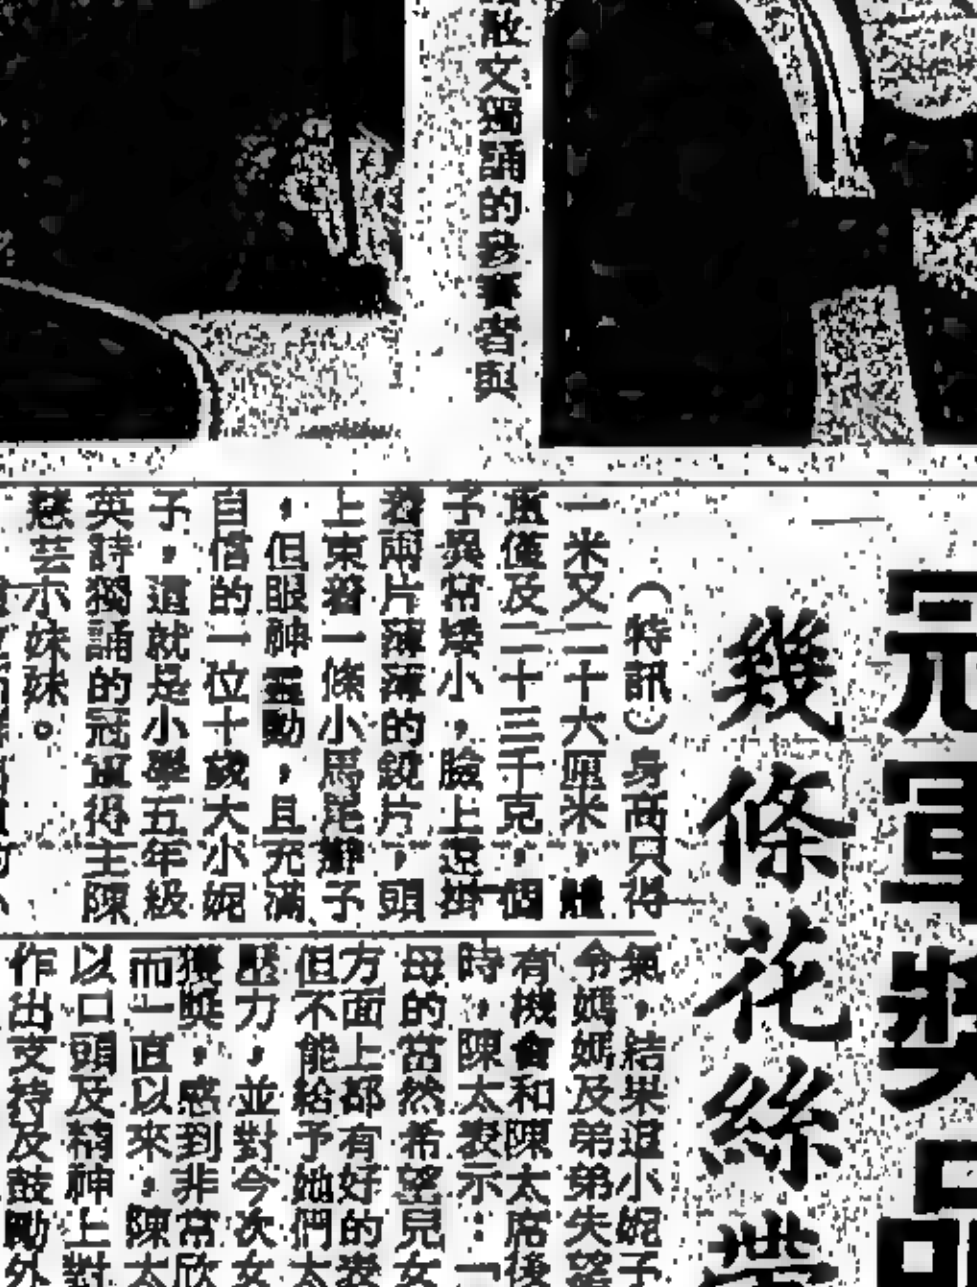 散文獨誦的參賽者與
冠軍獎品
幾條花絲帶
（特訊）身高只得
一米又二十六厘米，體
重僅及二十三千克，個
子異常矮小，臉上還掛
着兩片薄薄的鏡片，頭
上束着一條小馬尾辮子
，但眼神靈動，且充滿
自信的一位十歲大小妮
子，這就是小學五年級
英詩獨誦的冠軍得主陳
慧芸小妹妹。
氣，結果這小妮子
令媽媽及弟弟失望
有機會和陳太席後
時，陳太表示：「
母的當然希望兒女
方面上都有好的表
但不能給予她們太
壓力，並對今次女
獲獎，感到非常欣
而一直以來，陳太
以口頭及精神上對
作出支持及鼓勵外